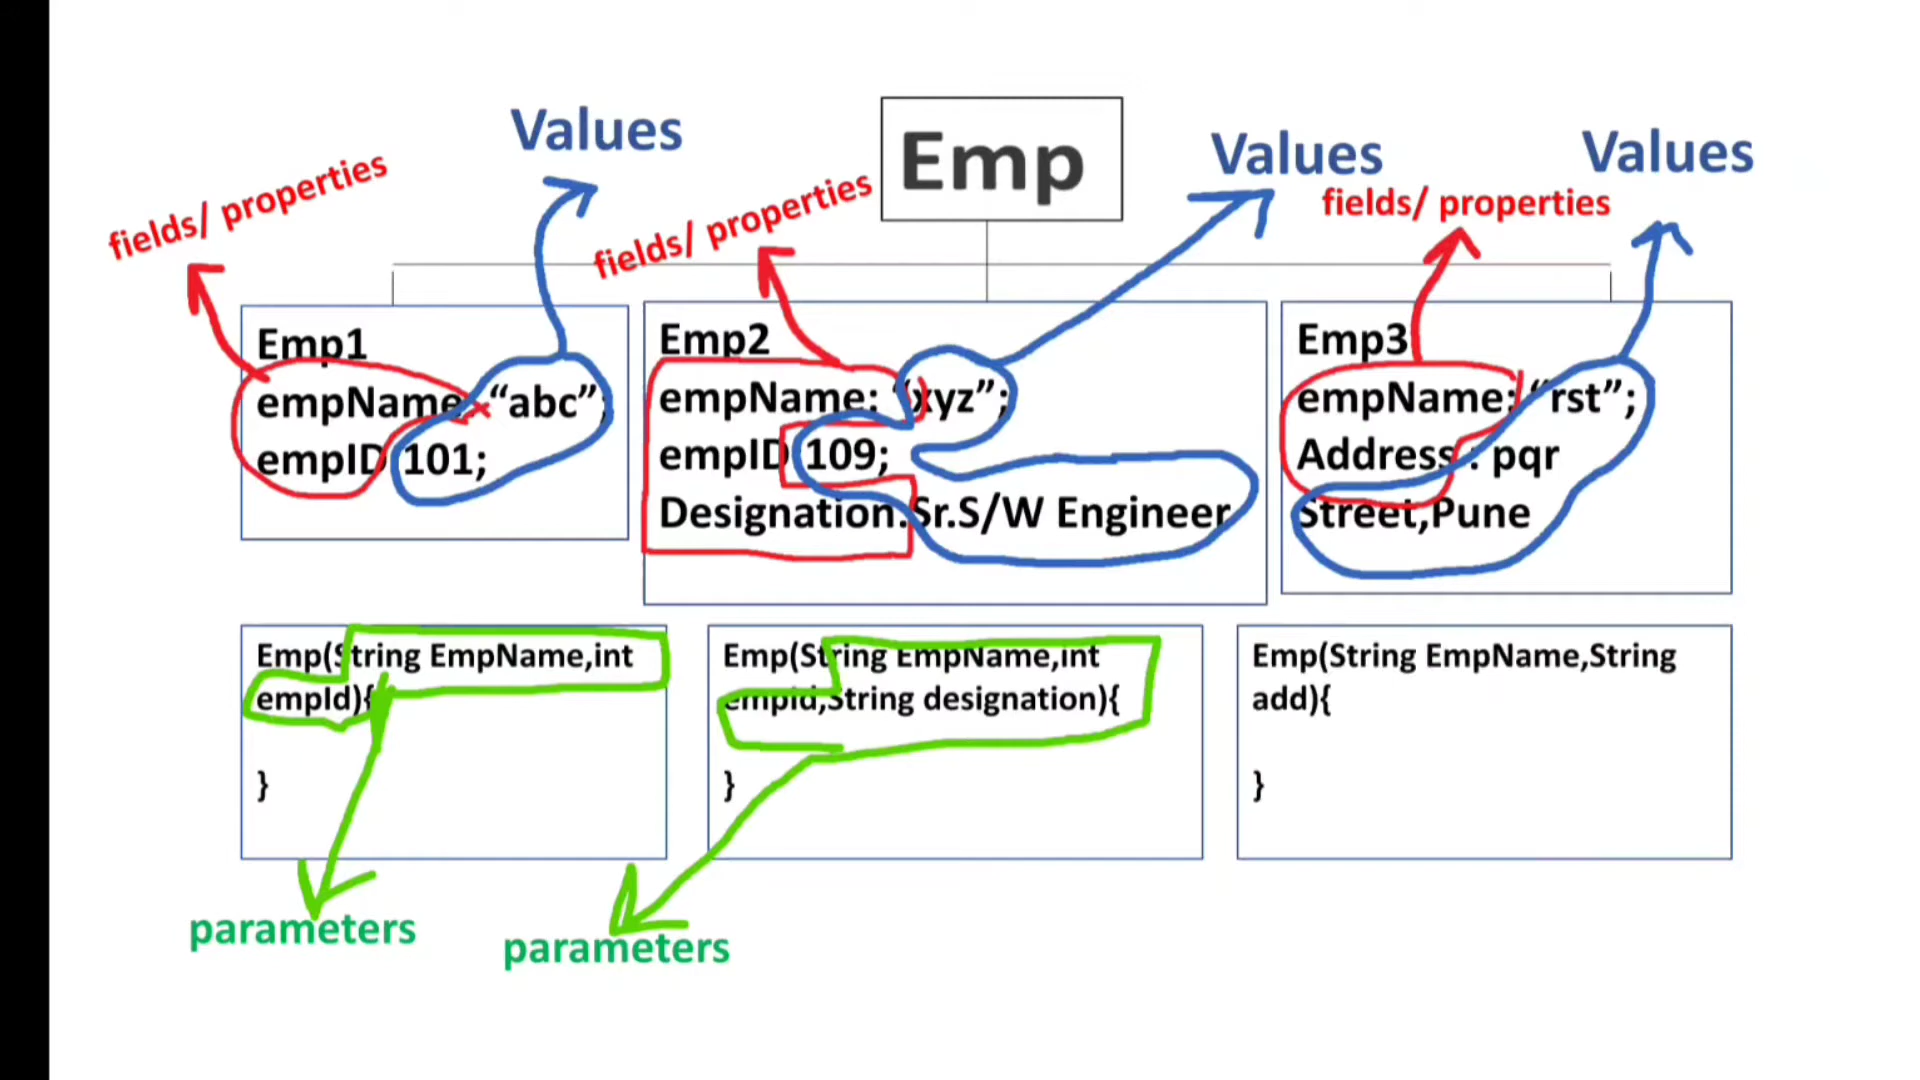 Values
Emp
Values
Values
fields/ properties
fields/ properties
fields/ properties
Emp1
empName: “abc”;
empID 101;
Emp2
empName: “xyz”;
empID 109;
Designation:Sr.S/W Engineer
Emp3
empName: “rst”;
Address : pqr
Street,Pune
Emp(String EmpName,int
empId){
}
Emp(String EmpName,int
empId,String designation){
}
Emp(String EmpName,String
add){
}
parameters
parameters